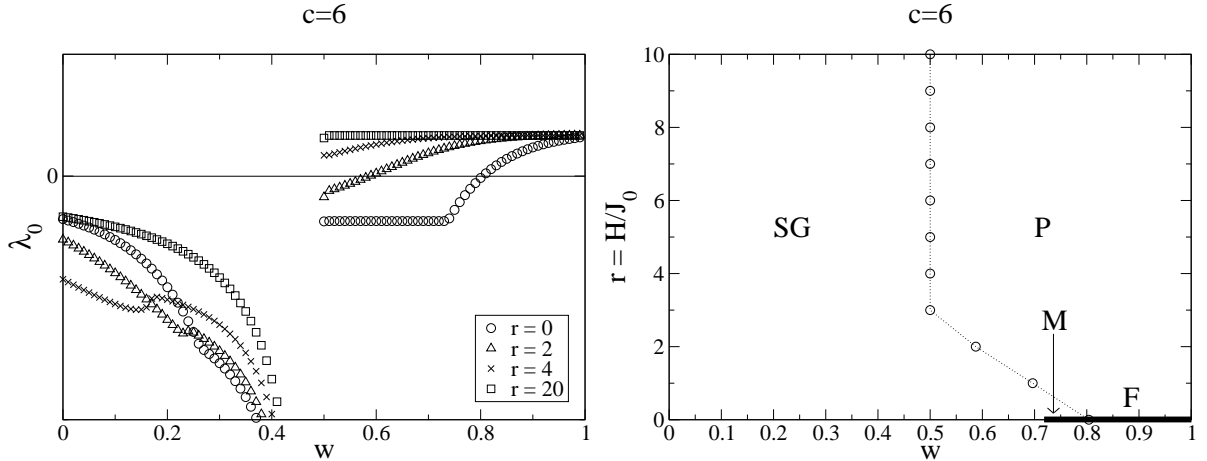 c=6
0
λ0
r = 0
r = 2
r = 4
r = 20
0 0.2 0.4 0.6 0.8 1
w
c=6
10
8
6
4
2
0
r = H/J0
SG
P
M
F
0 0.1 0.2 0.3 0.4 0.5 0.6 0.7 0.8 0.9 1
w